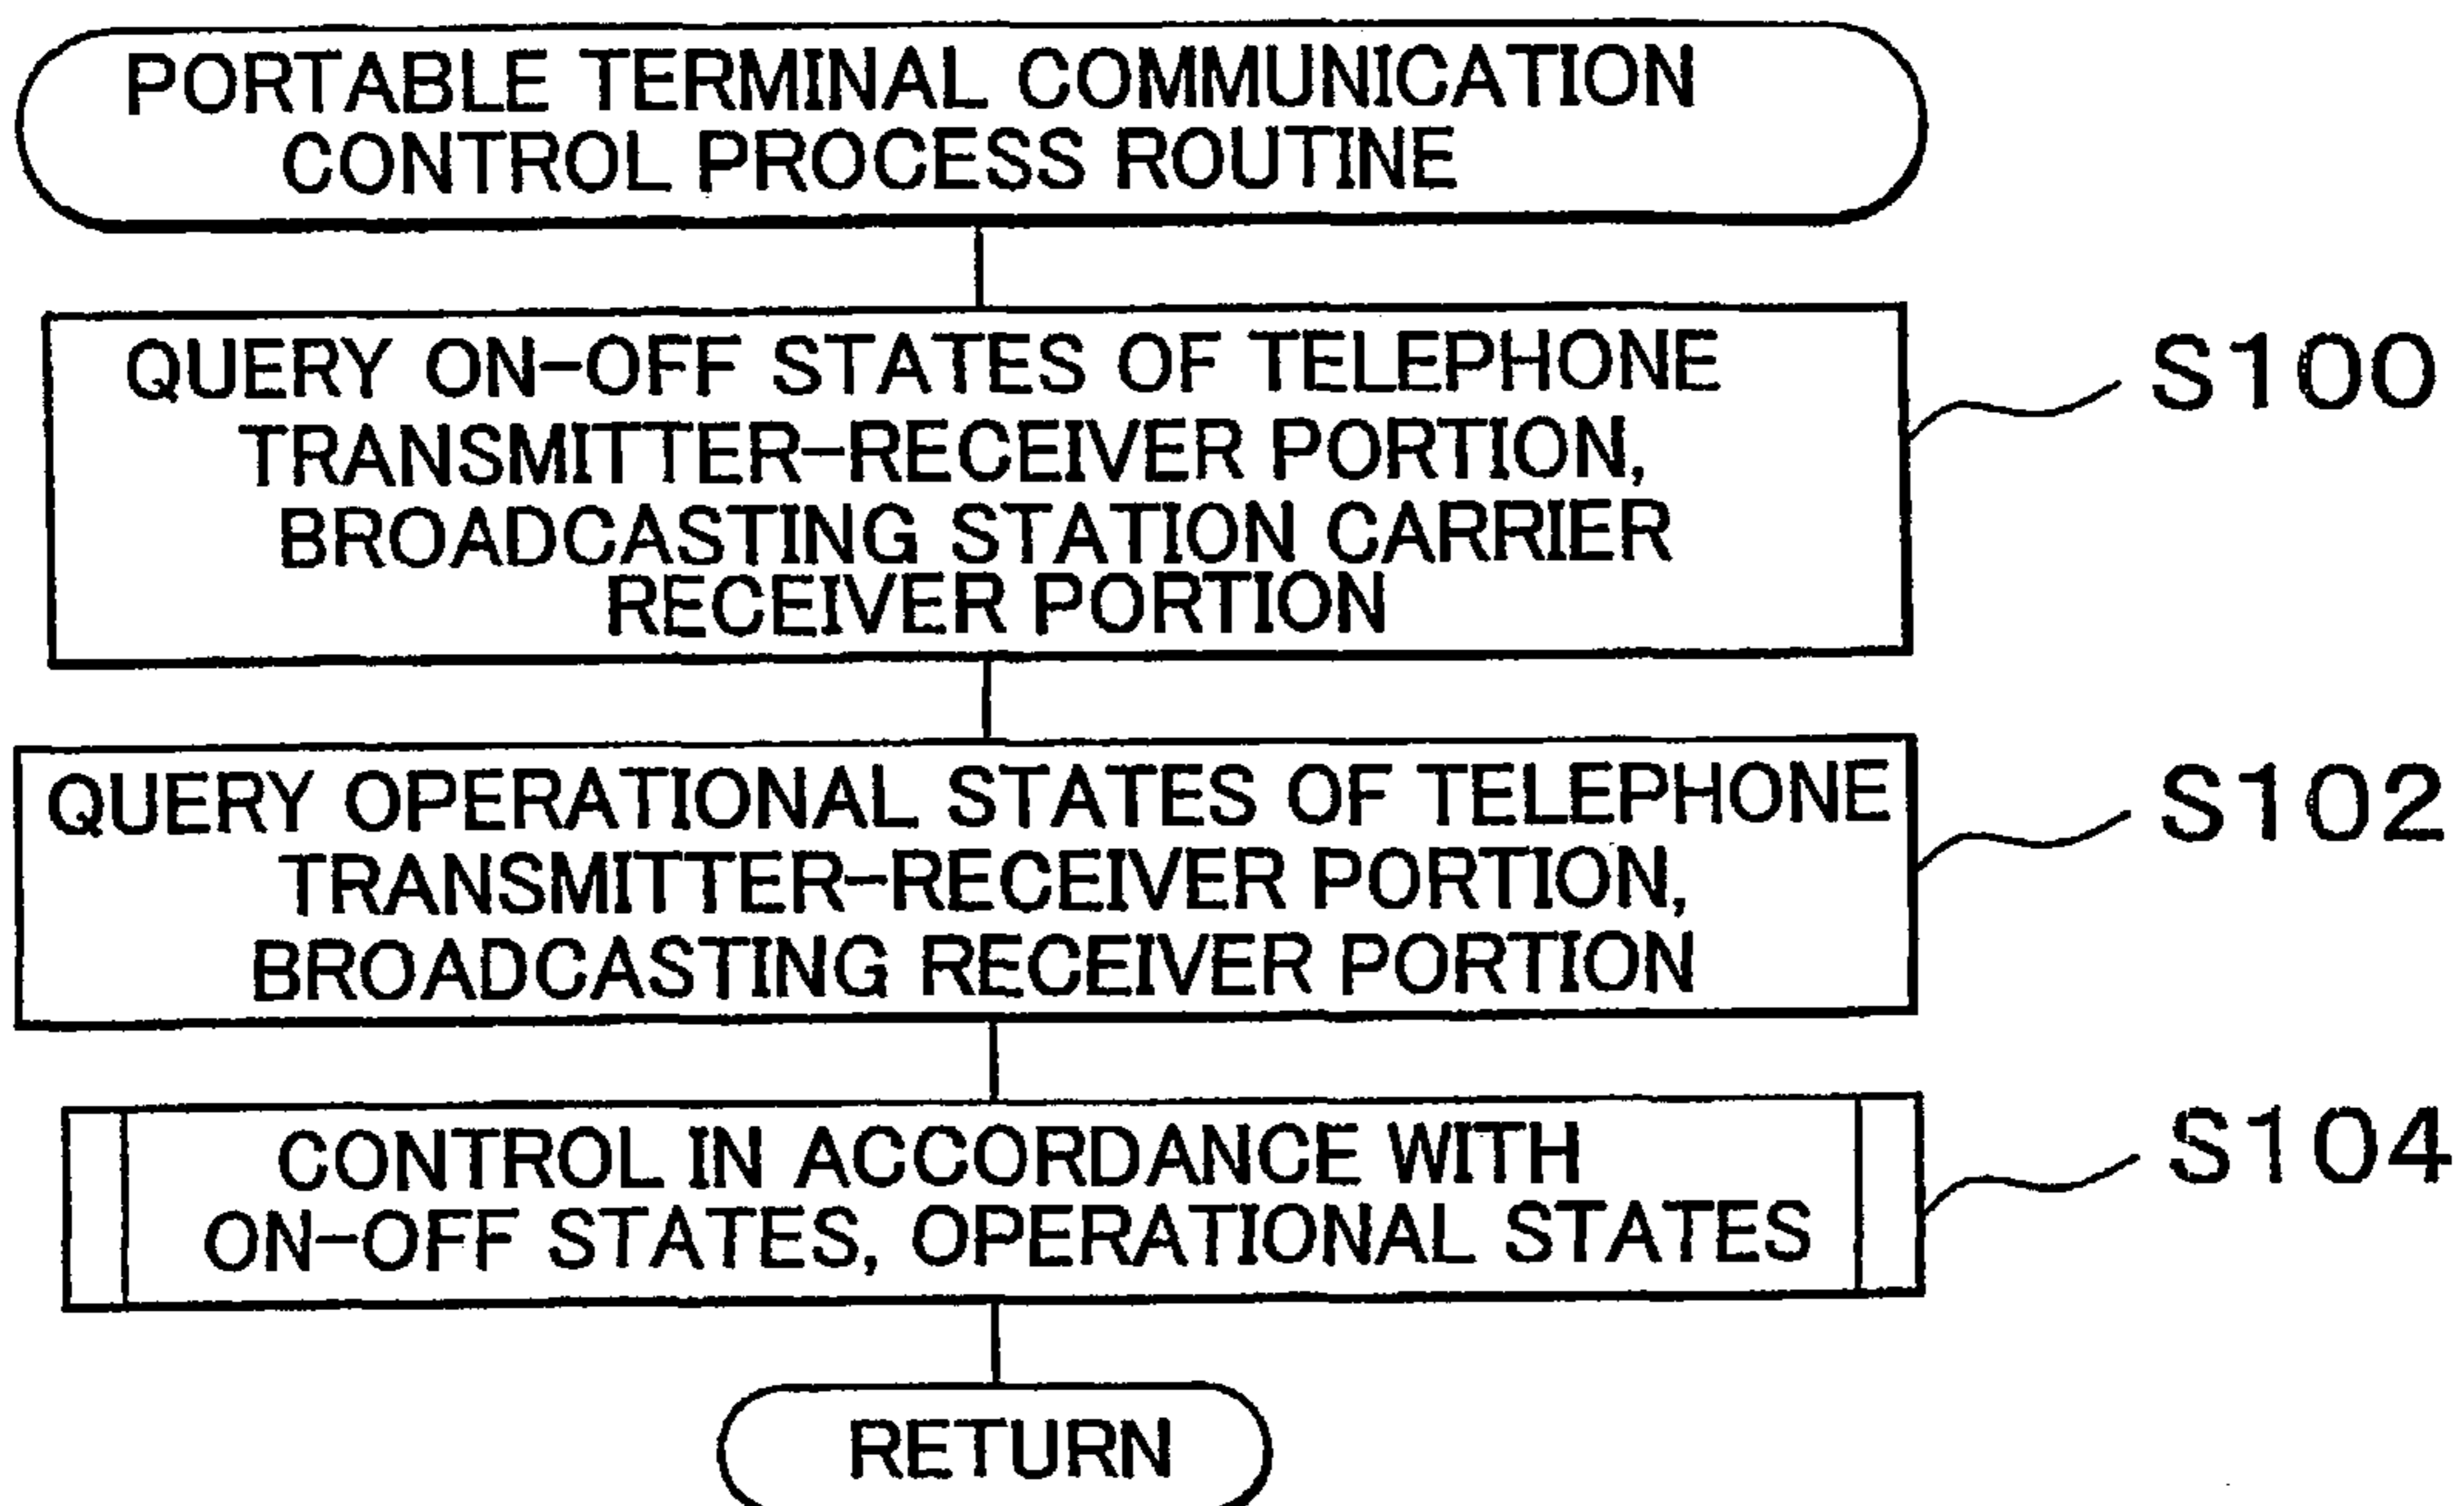 PORTABLE TERMINAL COMMUNICATION
CONTROL PROCESS ROUTINE
QUERY ON-OFF STATES OF TELEPHONE
TRANSMITTER-RECEIVER PORTION,
BROADCASTING STATION CARRIER
RECEIVER PORTION
S100
QUERY OPERATIONAL STATES OF TELEPHONE
TRANSMITTER-RECEIVER PORTION,
BROADCASTING RECEIVER PORTION
S102
CONTROL IN ACCORDANCE WITH
ON-OFF STATES, OPERATIONAL STATES
S104
RETURN